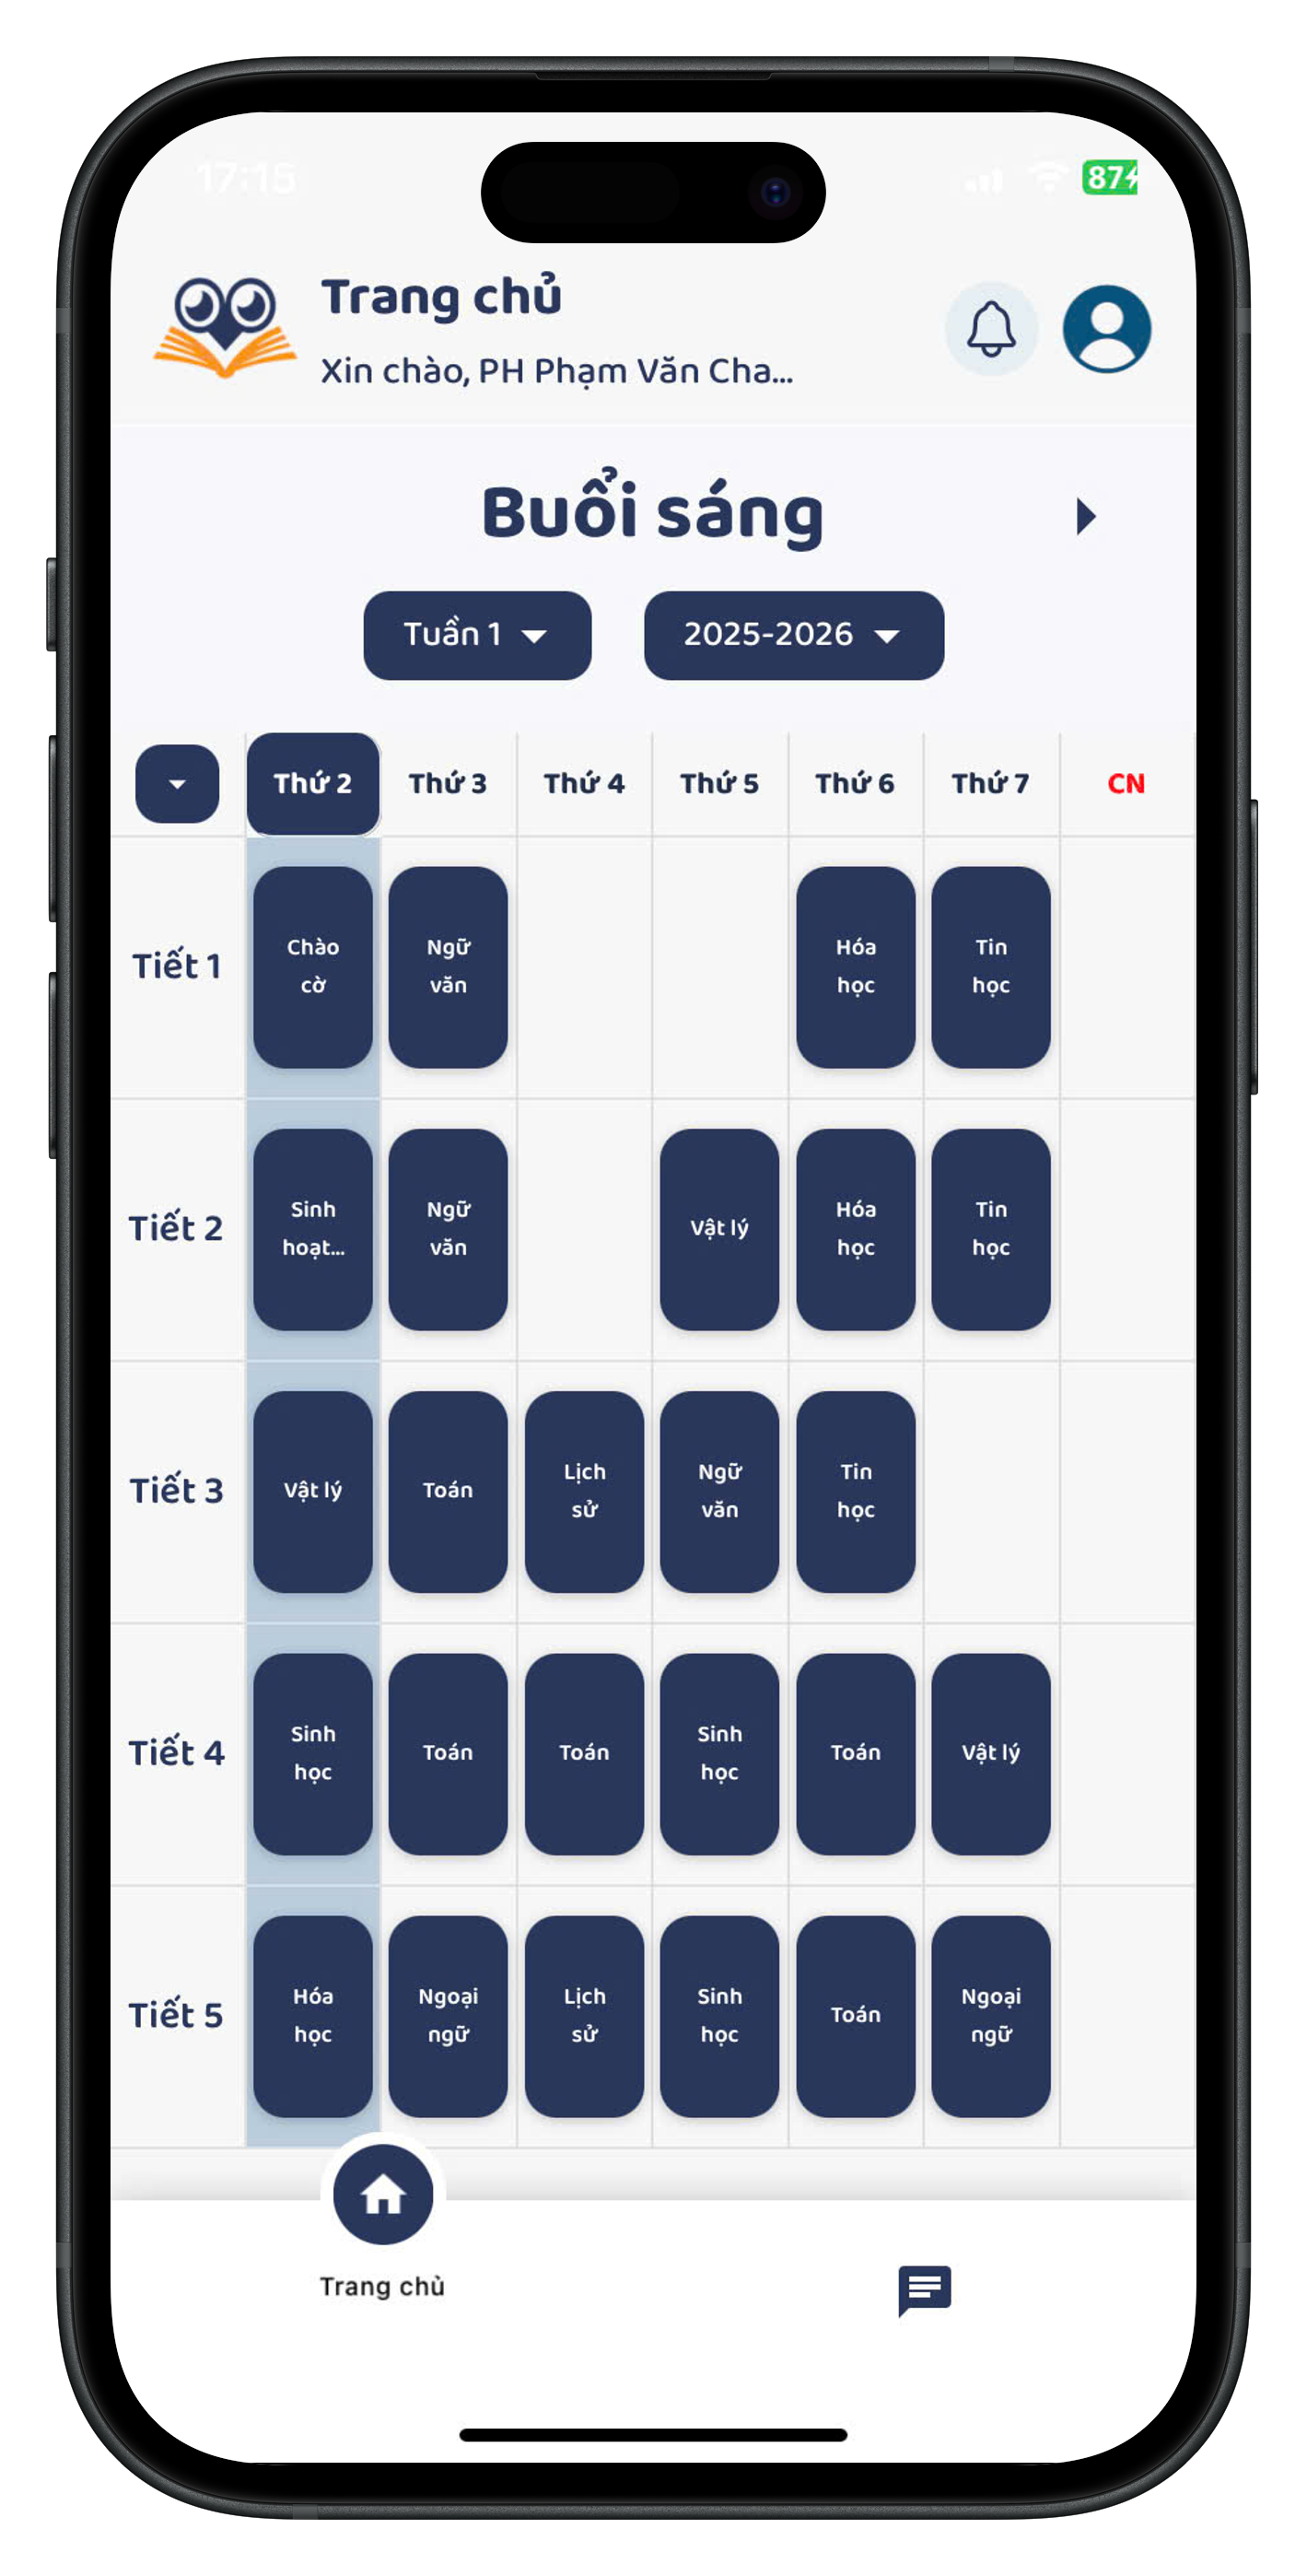 17:15
87
Trang chủ
Xin chào, PH Phạm Văn Cha...
Buổi sáng
Tuần 1
2025-2026
Thứ 2 Thứ 3 Thứ 4 Thứ 5 Thứ 6 Thứ 7 CN
Tiết 1
Chào
cờ
Ngữ
văn
Hóa
học
Tin
học
Tiết 2
Sinh
hoạt...
Ngữ
văn
Vật lý
Hóa
học
Tin
học
Tiết 3
Vật lý
Toán
Lịch
sử
Ngữ
văn
Tin
học
Tiết 4
Sinh
học
Toán
Toán
Sinh
học
Toán
Vật lý
Tiết 5
Hóa
học
Ngoại
ngữ
Lịch
sử
Sinh
học
Toán
Ngoại
ngữ
Trang chủ